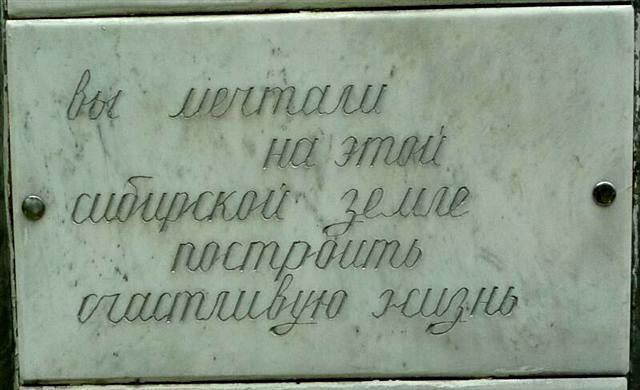 вы мечтали
на этой
сибирской земле
построить
счастливую жизнь